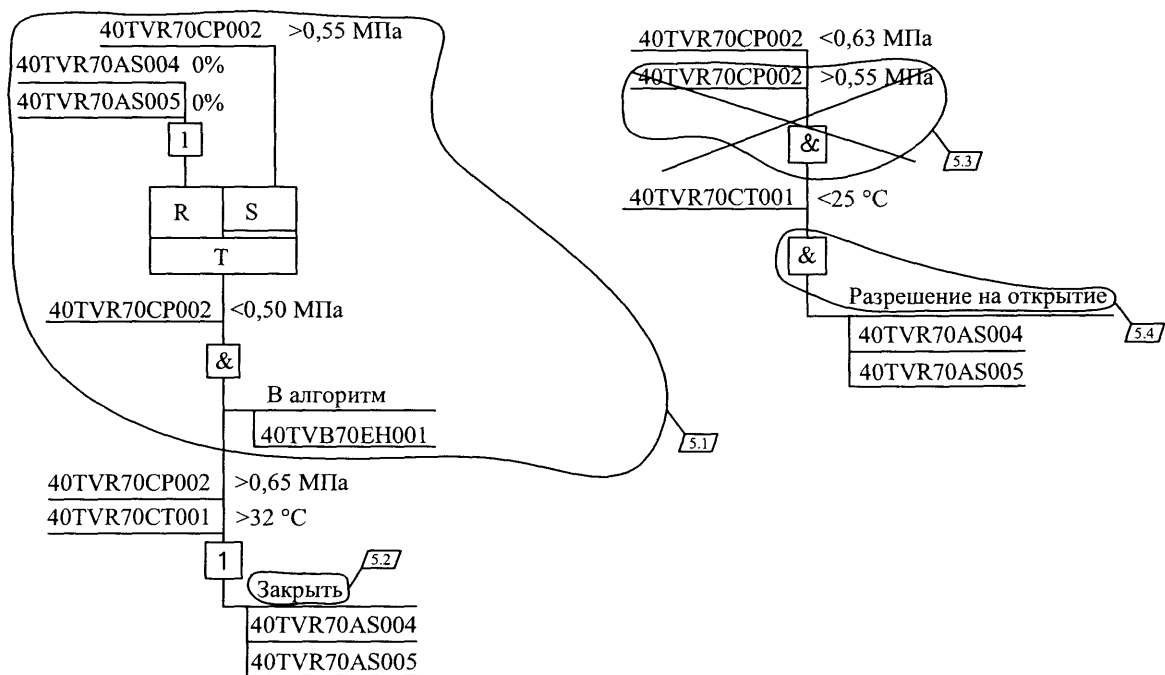 40TVR70CP002 >0,55 МПа
40TVR70AS004 0%
40TVR70AS005 0%
1
R S
T
40TVR70CP002 <0,50 МПа
&
В алгоритм
40TVB70EH001
5.1
40TVR70CP002 >0,65 МПа
40TVR70CT001 >32 °C
1
5.2
Закрыть
40TVR70AS004
40TVR70AS005
40TVR70CP002 <0,63 МПа
40TVR70CP002 >0,55 МПа
&
5.3
40TVR70CT001 <25 °C
&
Разрешение на открытие
5.4
40TVR70AS004
40TVR70AS005